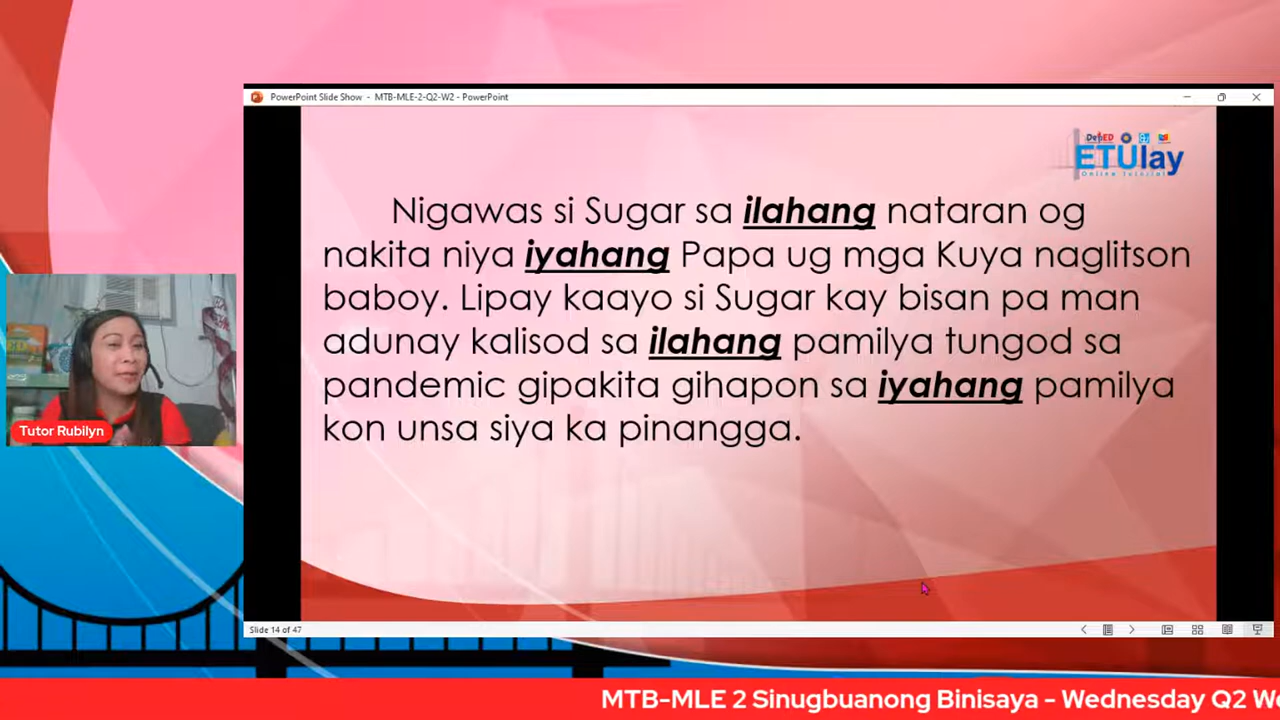 PowerPoint Slide Show - MTB-MLE-2-Q2-W2 - PowerPoint
DepED
ETUlay
Online Tutorial
Nigawas si Sugar sa ilahang nataran og
nakita niya iyahang Papa ug mga Kuya naglitson
baboy. Lipay kaayo si Sugar kay bisan pa man
adunay kalisod sa ilahang pamilya tungod sa
pandemic gipakita gihapon sa iyahang pamilya
kon unsa siya ka pinangga.
Tutor Rubilyn
Slide 14 of 47
MTB-MLE 2 Sinugbuanong Binisaya - Wednesday Q2 We